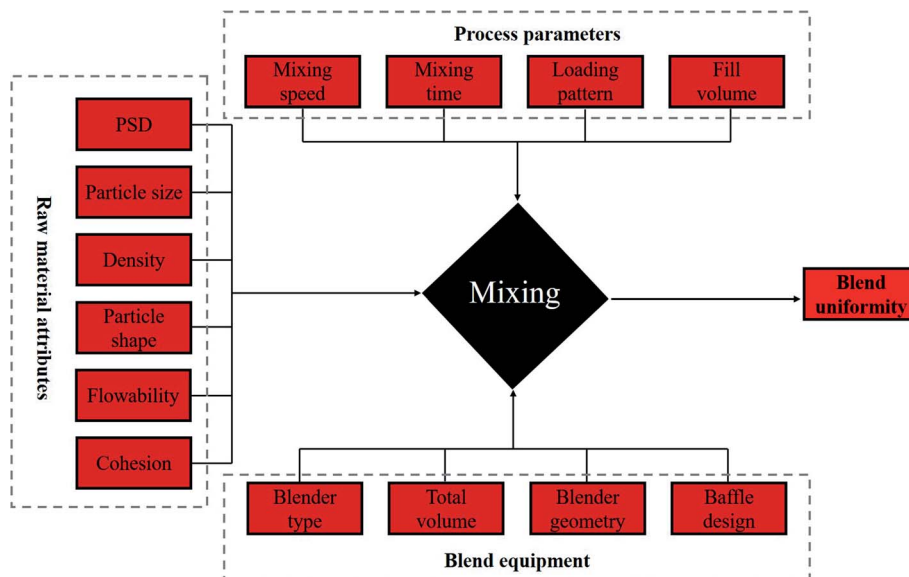 Process parameters
Mixing
speed
Mixing
time
Loading
pattern
Fill
volume
Raw material attributes
PSD
Particle size
Density
Particle
shape
Flowability
Cohesion
Mixing
Blend
uniformity
Blender
type
Total
volume
Blender
geometry
Baffle
design
Blend equipment